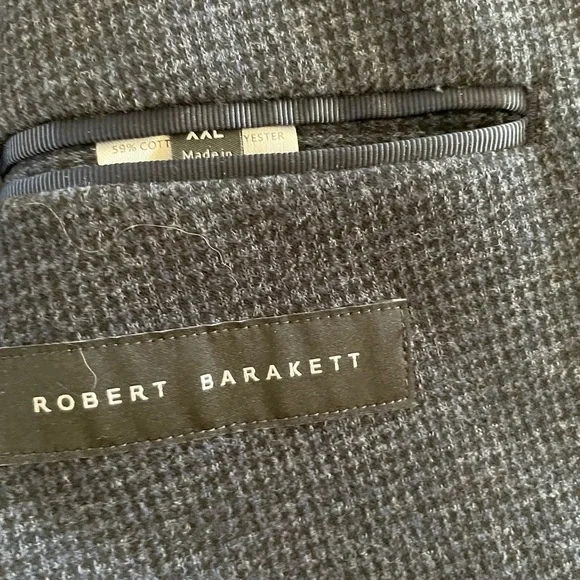 XXL
59% COTT
YESTER
Made in
ROBERT BARAKETT